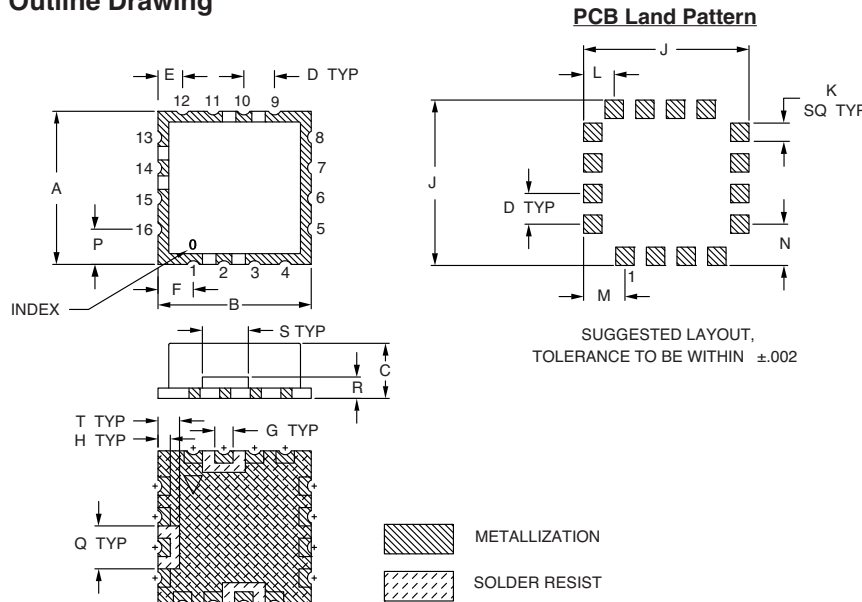 Outline Drawing
PCB Land Pattern
E
D TYP
12 11 10 9
13
14
15
16
8
7
6
5
A
P
0
1 2 3 4
F
B
INDEX
S TYP
C
R
T TYP
H TYP
G TYP
Q TYP
J
L
K
SQ TYP
J
D TYP
N
M
1
SUGGESTED LAYOUT,
TOLERANCE TO BE WITHIN ±.002
METALLIZATION
SOLDER RESIST